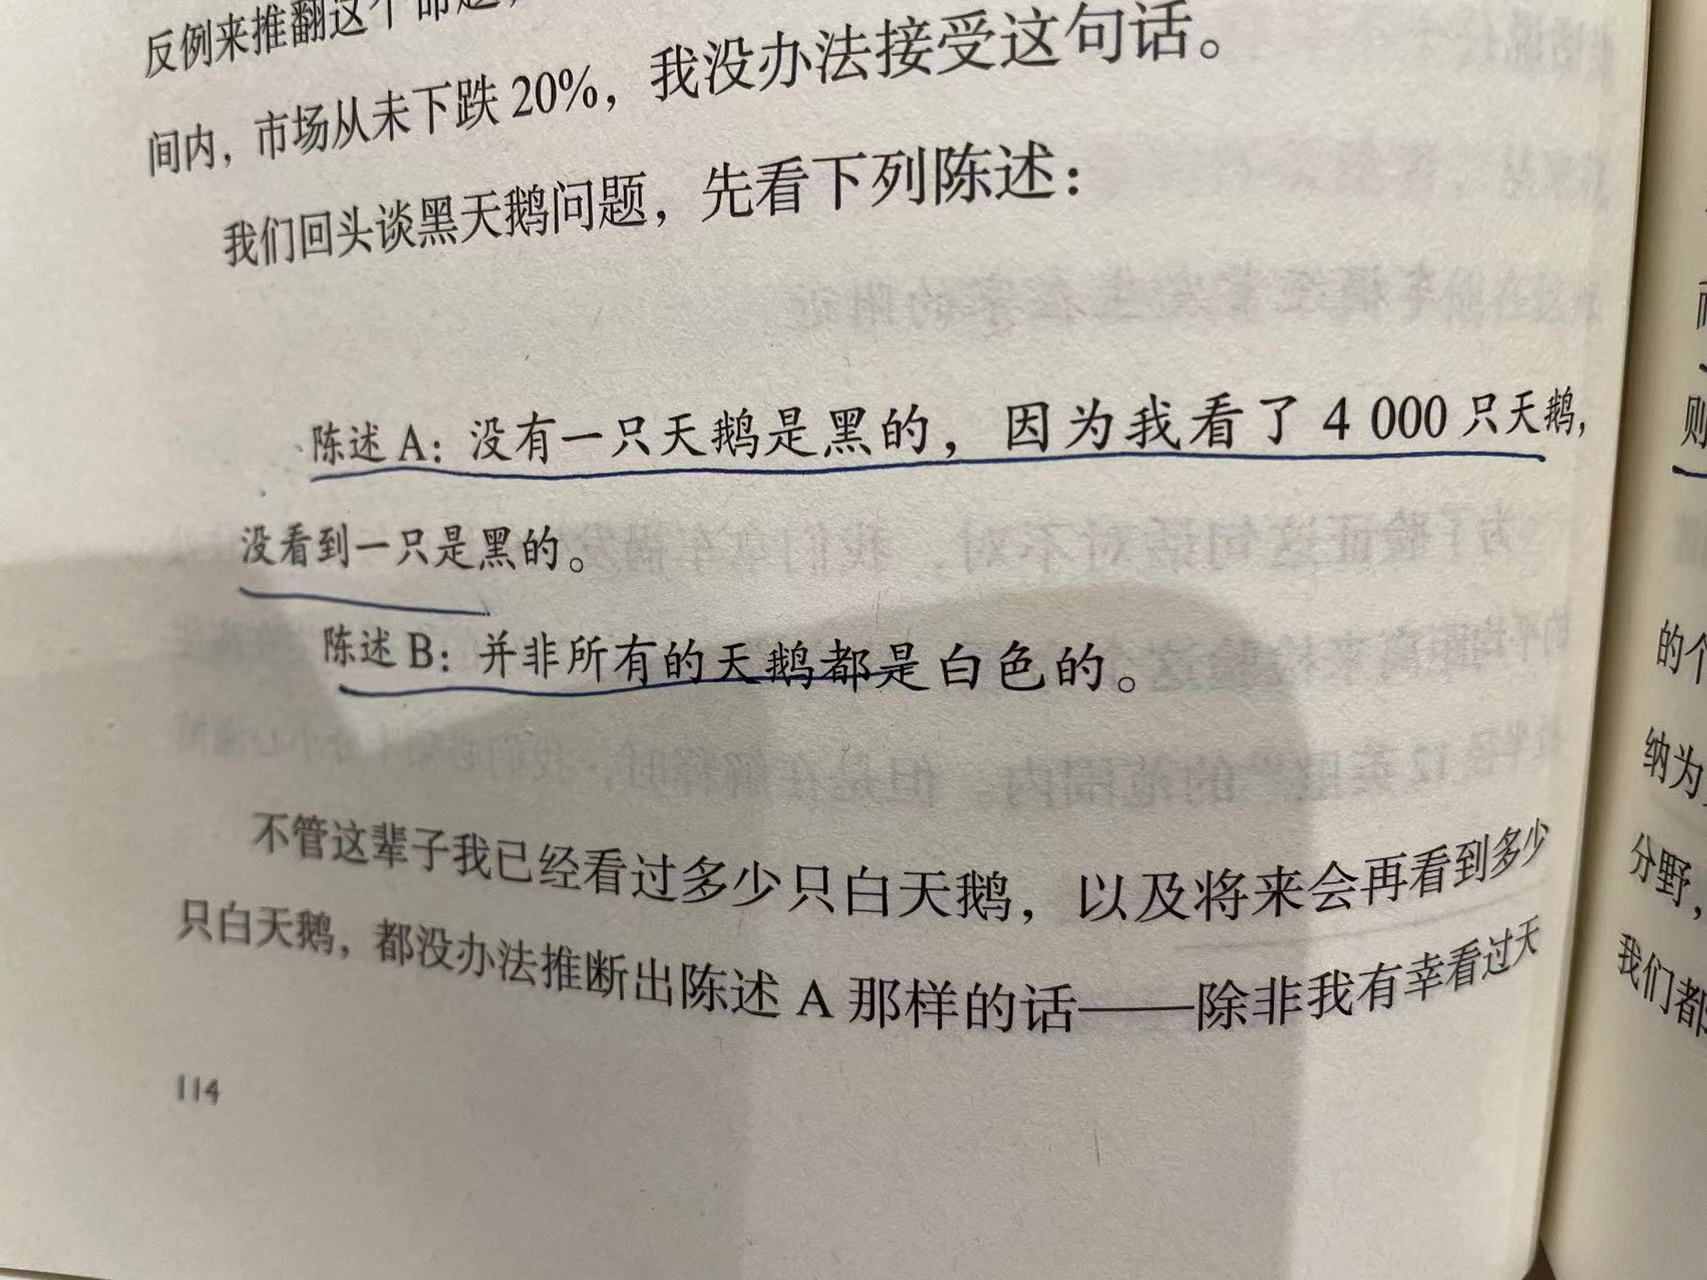 反例来推翻这个命题，
间内，市场从未下跌 20%，我没办法接受这句话。
我们回头谈黑天鹅问题，先看下列陈述：
陈述 A：没有一只天鹅是黑的，因为我看了 4 000 只天鹅，
没看到一只是黑的。
陈述 B：并非所有的天鹅都是白色的。
不管这辈子我已经看过多少只白天鹅，以及将来会再看到多少
只白天鹅，都没办法推断出陈述 A 那样的话——除非我有幸看过天
114
则
的个
纳为
分野，
我们都